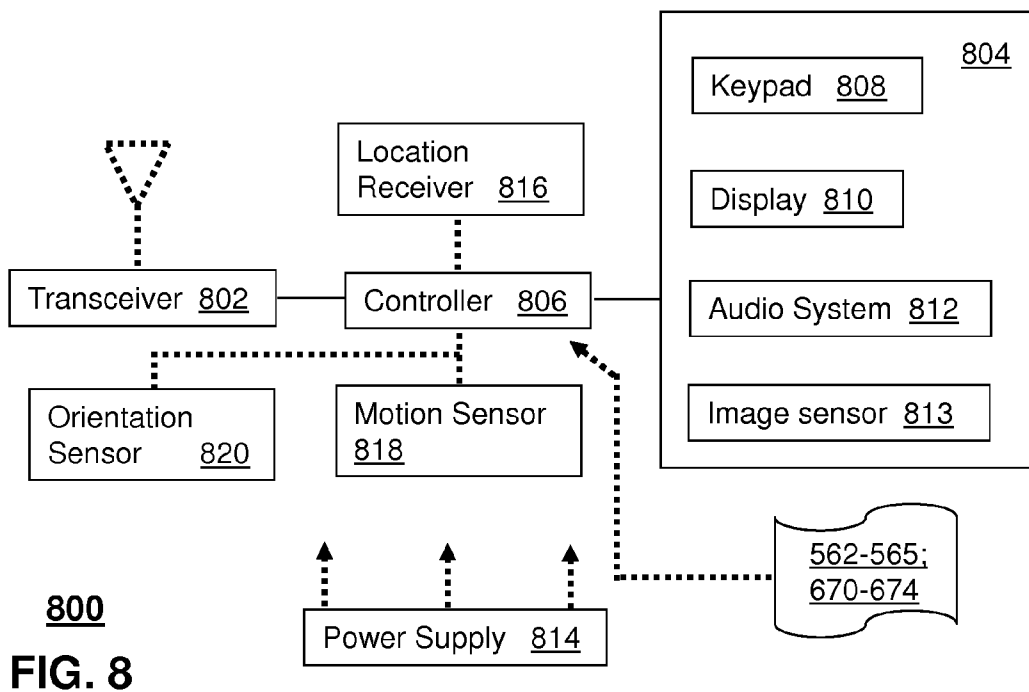 804
Keypad 808
Location
Receiver 816
Display 810
Transceiver 802
Controller 806
Audio System 812
Orientation
Sensor 820
Motion Sensor
818
Image sensor 813
562-565;
670-674
800
Power Supply 814
FIG. 8